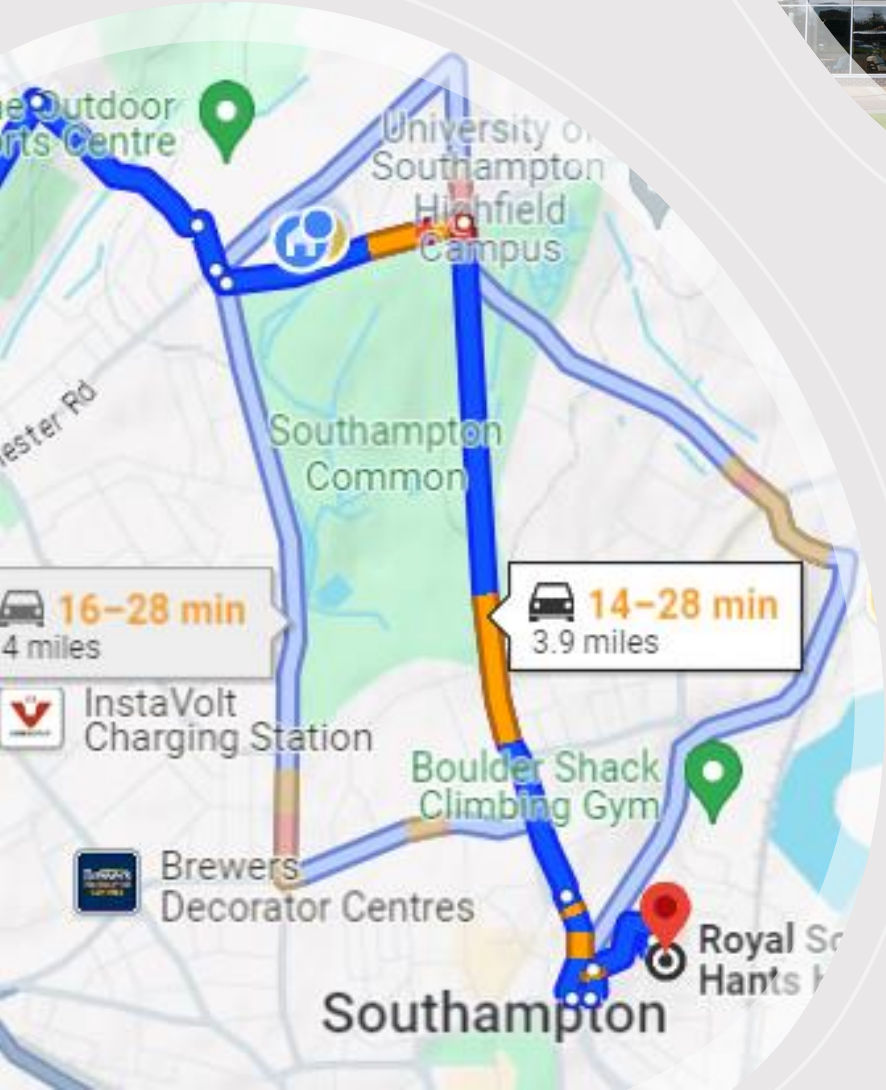 Outdoor
Centre
University
Southampton
Highfield
Campus
Southampton
Common
Rd
16–28 min
4 miles
14–28 min
3.9 miles
InstaVolt
Charging Station
Boulder Shack
Climbing Gym
Brewers
Decorator Centres
Royal
Hants
Southampton